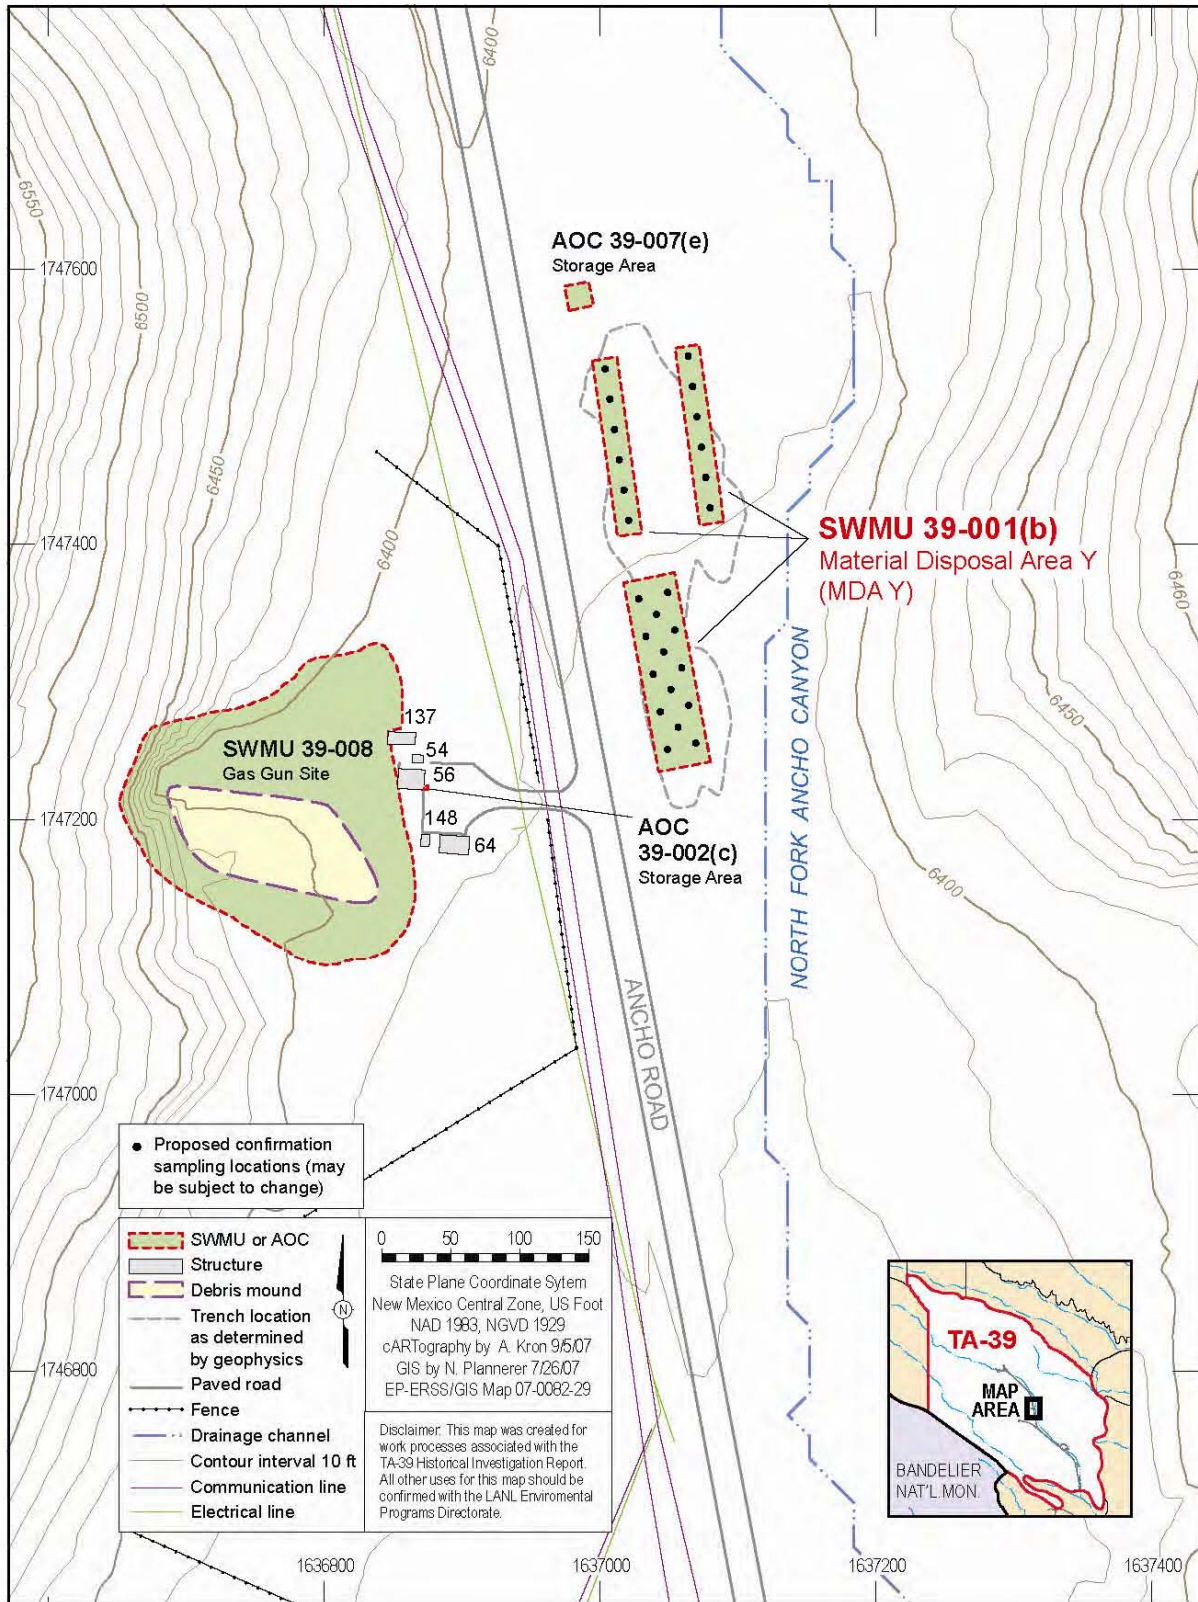 6400
6400
6550
AOC 39-007(e)
Storage Area
1747600
6500
6450
SWMU 39-001(b)
Material Disposal Area Y
(MDA Y)
1747400
6400
6460
NORTH FORK ANCHO CANYON
6450
137
SWMU 39-008
Gas Gun Site
54
56
148
64
1747200
AOC
39-002(c)
Storage Area
6400
ANCHO ROAD
1747000
Proposed confirmation
sampling locations (may
be subject to change)
SWMU or AOC
Structure
Debris mound
Trench location
as determined
by geophysics
Paved road
Fence
Drainage channel
Contour interval 10 ft
Communication line
Electrical line
N
0 50 100 150
State Plane Coordinate Sytem
New Mexico Central Zone, US Foot
NAD 1983, NGVD 1929
cARTography by A. Kron 9/5/07
GIS by N. Plannerer 7/26/07
EP-ERSS/GIS Map 07-0082-29
Disclaimer: This map was created for
work processes associated with the
TA-39 Historical Investigation Report.
All other uses for this map should be
confirmed with the LANL Enviromental
Programs Directorate.
1746800
TA-39
MAP
AREA
BANDELIER
NAT'L.MON.
1636800
1637000
1637200
1637400